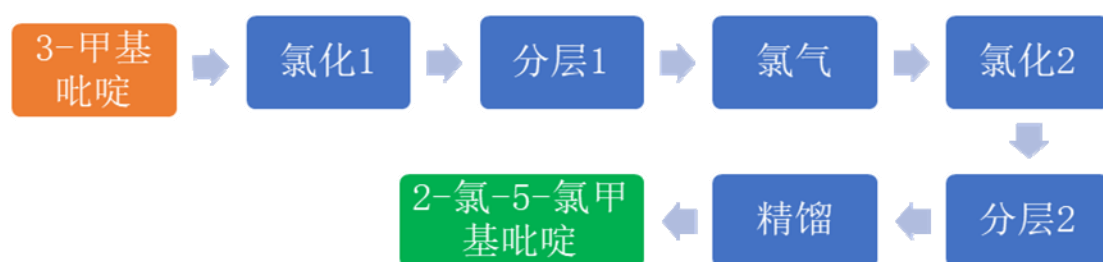 3-甲基
吡啶
氯化1
分层1
氯气
氯化2
分层2
精馏
2-氯-5-氯甲
基吡啶